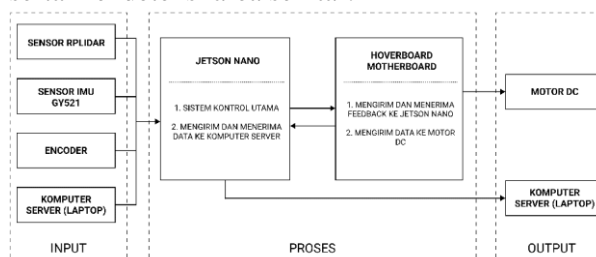 SENSOR RPLIDAR
SENSOR IMU
GY521
ENCODER
KOMPUTER
SERVER (LAPTOP)
INPUT
JETSON NANO
1. SISTEM KONTROL UTAMA
2. MENGIRIM DAN MENERIMA
DATA KE KOMPUTER SERVER
HOVERBOARD
MOTHERBOARD
1. MENGIRIM DAN MENERIMA
FEEDBACK KE JETSON NANO
2. MENGIRIM DATA KE MOTOR
DC
PROSES
MOTOR DC
KOMPUTER
SERVER (LAPTOP)
OUTPUT